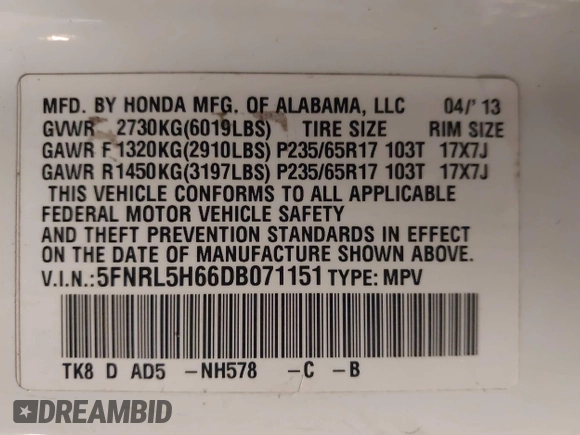 MFD. BY HONDA MFG. OF ALABAMA, LLC 04/' 13
GVWR 2730KG(6019LBS) TIRE SIZE RIM SIZE
GAWR F1320KG(2910LBS) P235/65R17 103T 17X7J
GAWR R1450KG(3197LBS) P235/65R17 103T 17X7J
THIS VEHICLE CONFORMS TO ALL APPLICABLE
FEDERAL MOTOR VEHICLE SAFETY
AND THEFT PREVENTION STANDARDS IN EFFECT
ON THE DATE OF MANUFACTURE SHOWN ABOVE.
V.I.N.:5FNRL5H66DB071151 TYPE: MPV
TK8 D AD5 -NH578 -C -B
DREAMBID